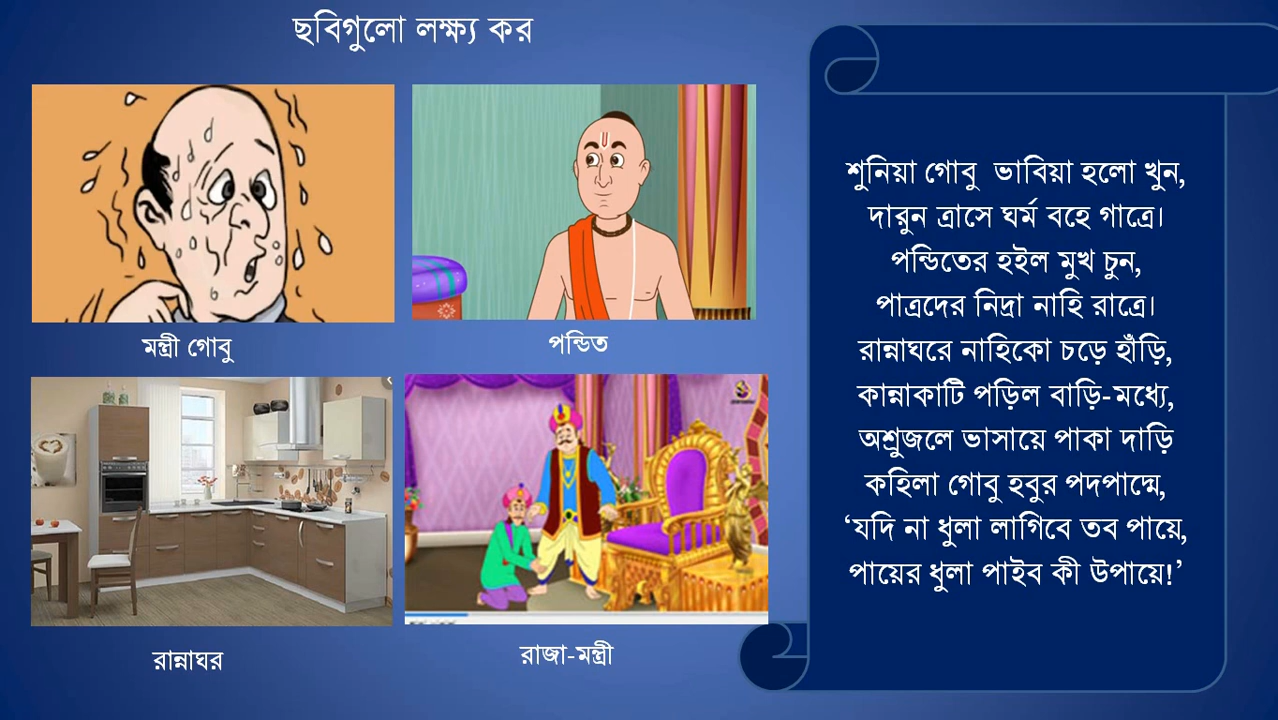 ছবিগুলো লক্ষ্য কর
মন্ত্রী গোবু
পন্ডিত
রান্নাঘর
রাজা-মন্ত্রী
শুনিয়া গোবু ভাবিয়া হলো খুন,
দারুন ত্রাসে ঘর্ম বহে গাত্রে।
পন্ডিতের হইল মুখ চুন,
পাত্রদের নিদ্রা নাহি রাত্রে।
রান্নাঘরে নাহিকো চড়ে হাঁড়ি,
কান্নাকাটি পড়িল বাড়ি-মধ্যে,
অশ্রুজলে ভাসায়ে পাকা দাড়ি
কহিলা গোবু হবুর পদপাদ্মে,
‘যদি না ধুলা লাগিবে তব পায়ে,
পায়ের ধুলা পাইব কী উপায়ে!’